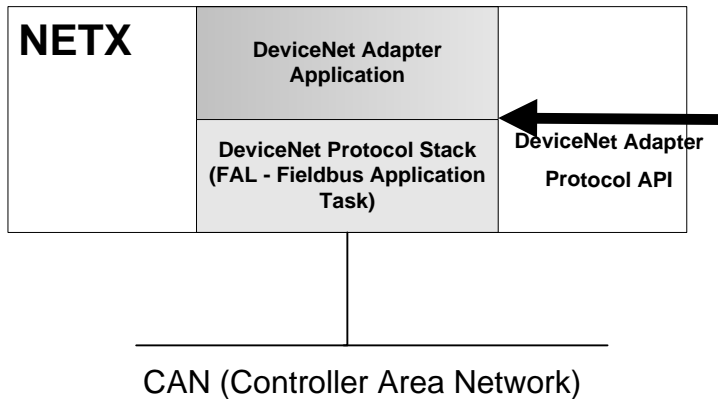 NETX
DeviceNet Adapter
Application
DeviceNet Protocol Stack
(FAL - Fieldbus Application
Task)
DeviceNet Adapter
Protocol API
CAN (Controller Area Network)